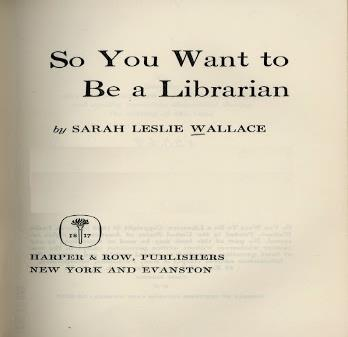 So You Want to
Be a Librarian
by SARAH LESLIE WALLACE
18 17
HARPER & ROW, PUBLISHERS
NEW YORK AND EVANSTON